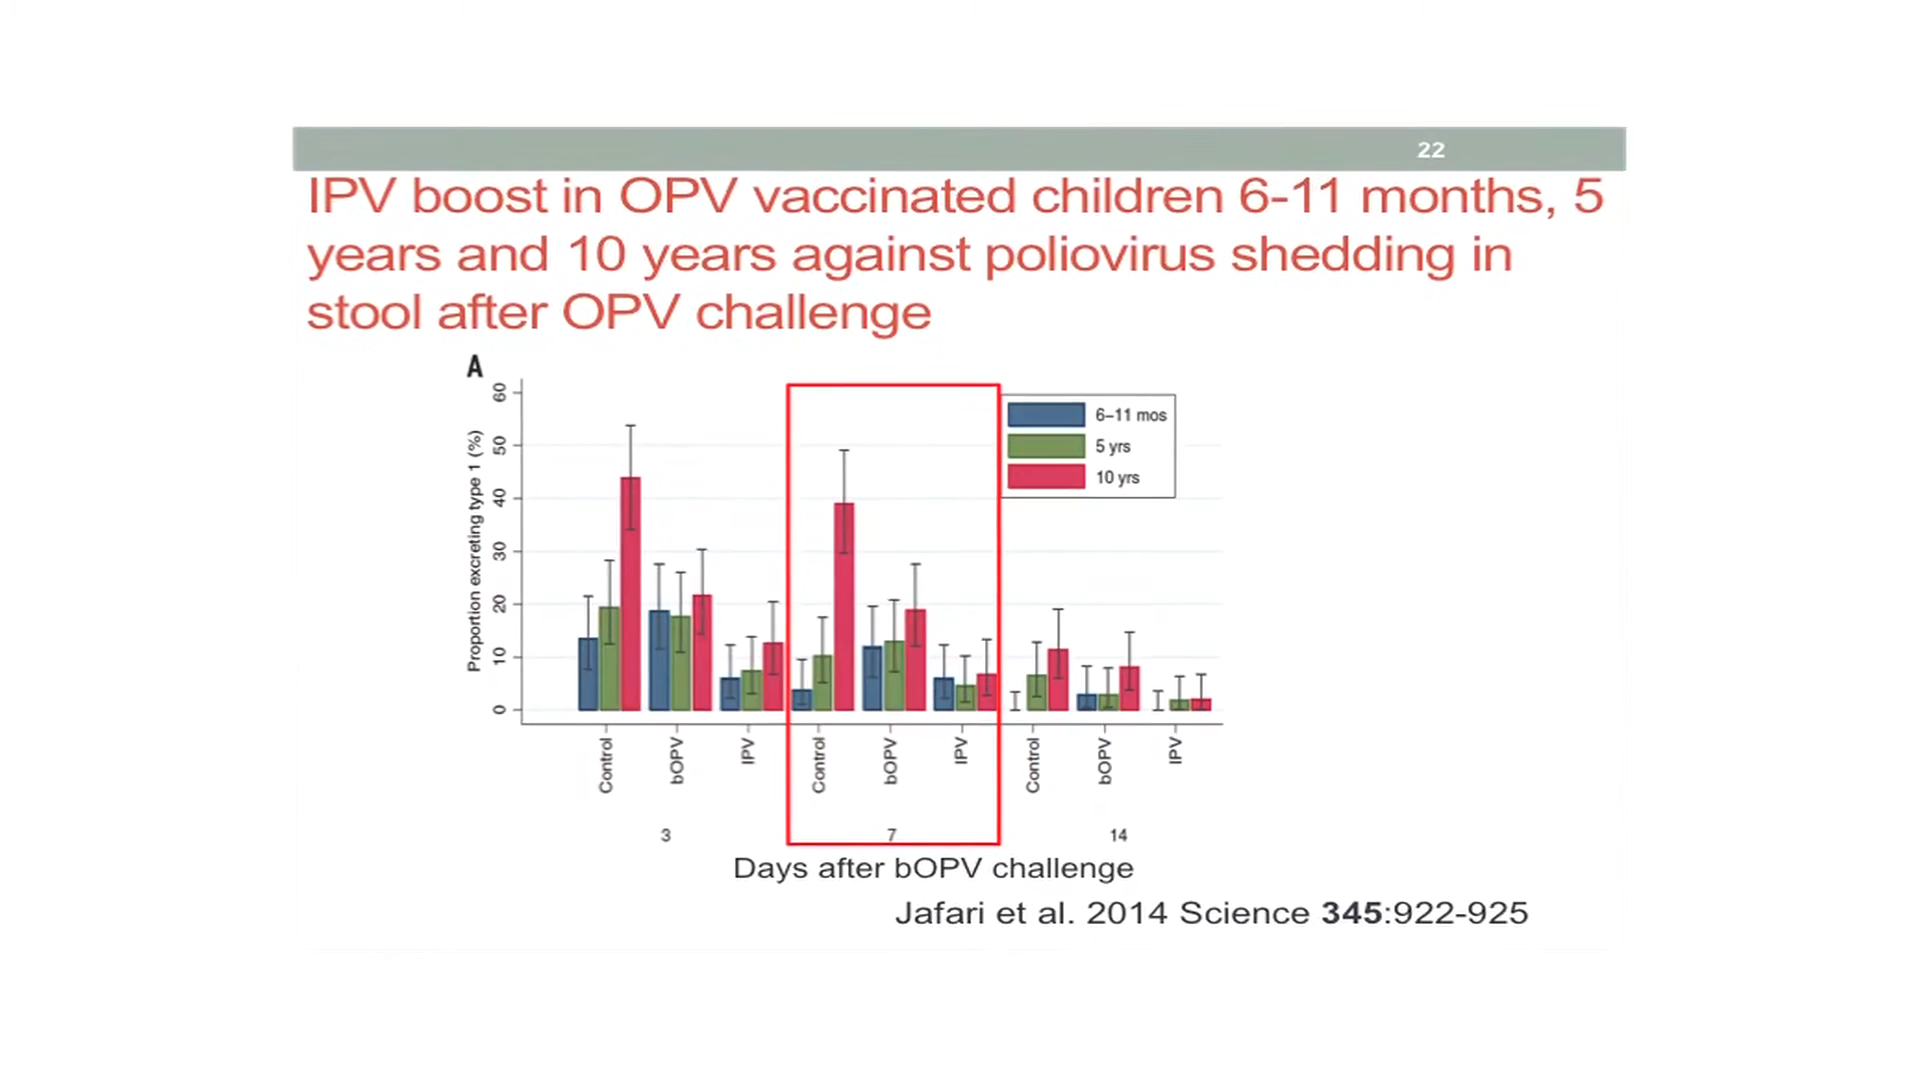 22
IPV boost in OPV vaccinated children 6-11 months, 5
years and 10 years against poliovirus shedding in
stool after OPV challenge
A
Proportion excreting type 1 (%)
60
50
40
30
20
10
0
6–11 mos
5 yrs
10 yrs
Control
bOPV
IPV
Control
bOPV
IPV
Control
bOPV
IPV
3
7
14
Days after bOPV challenge
Jafari et al. 2014 Science 345:922-925